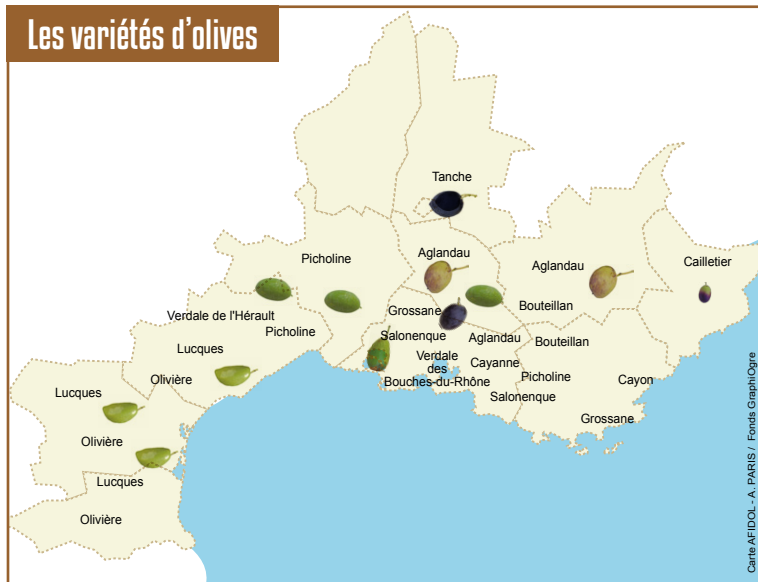 Les variétés d'olives
Tanche
Picholine
Aglandau
Aglandau
Cailletier
Verdale de l'Hérault
Grossane
Bouteillan
Picholine
Salonenque
Aglandau
Bouteillan
Lucques
Verdale
des
Bouches-du-Rhône
Cayanne
Lucques
Olivière
Picholine
Cayon
Salonenque
Grossane
Olivière
Lucques
Olivière
Carte AFIDOL - A. PARIS / Fonds GraphiOgre